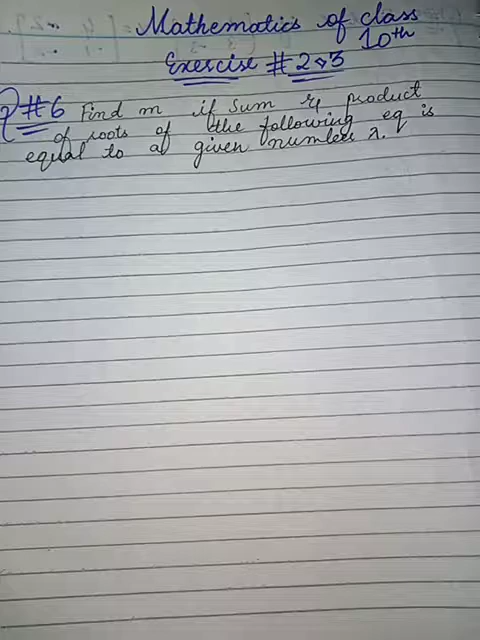 Mathematics of class
10th
Exercise # 2.3
Q#6 Find m if sum & product
of roots of the following eq is
equal to a given number λ.